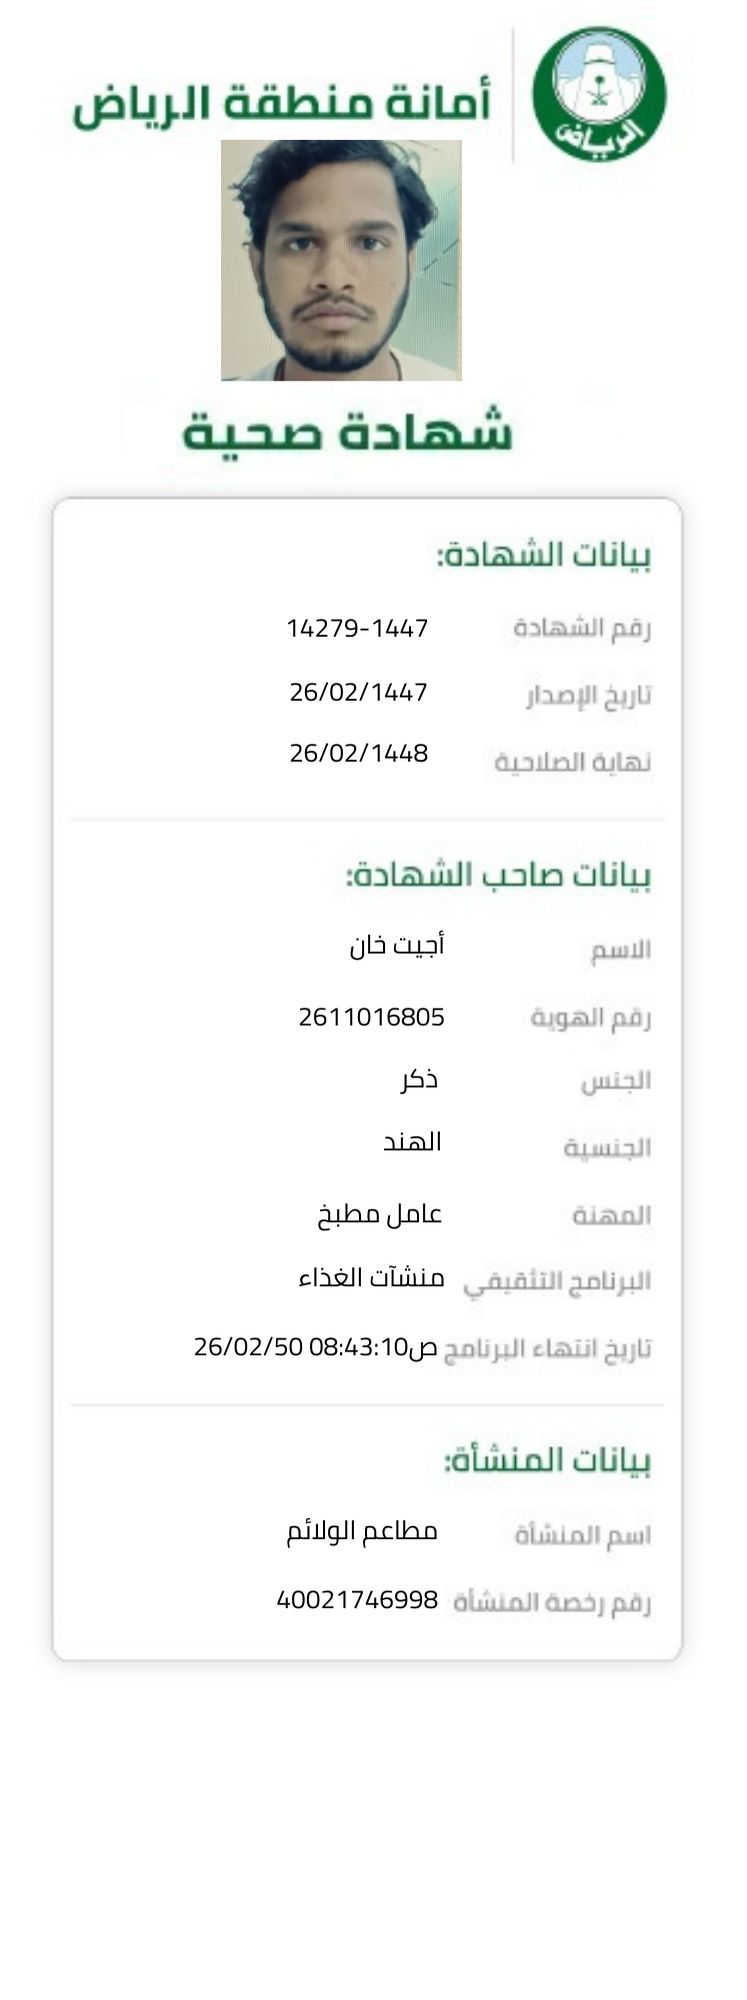 أمانة منطقة الرياض
الرياض
شهادة صحية
بيانات الشهادة:
رقم الشهادة 14279-1447
تاريخ الإصدار 26/02/1447
نهاية الصلاحية 26/02/1448
بيانات صاحب الشهادة:
الاسم أجيت خان
رقم الهوية 2611016805
الجنس ذكر
الجنسية الهند
المهنة عامل مطبخ
البرنامج التثقيفي منشآت الغذاء
تاريخ انتهاء البرنامج ص08:43:10 26/02/50
بيانات المنشأة:
اسم المنشأة مطاعم الولائم
رقم رخصة المنشأة 40021746998